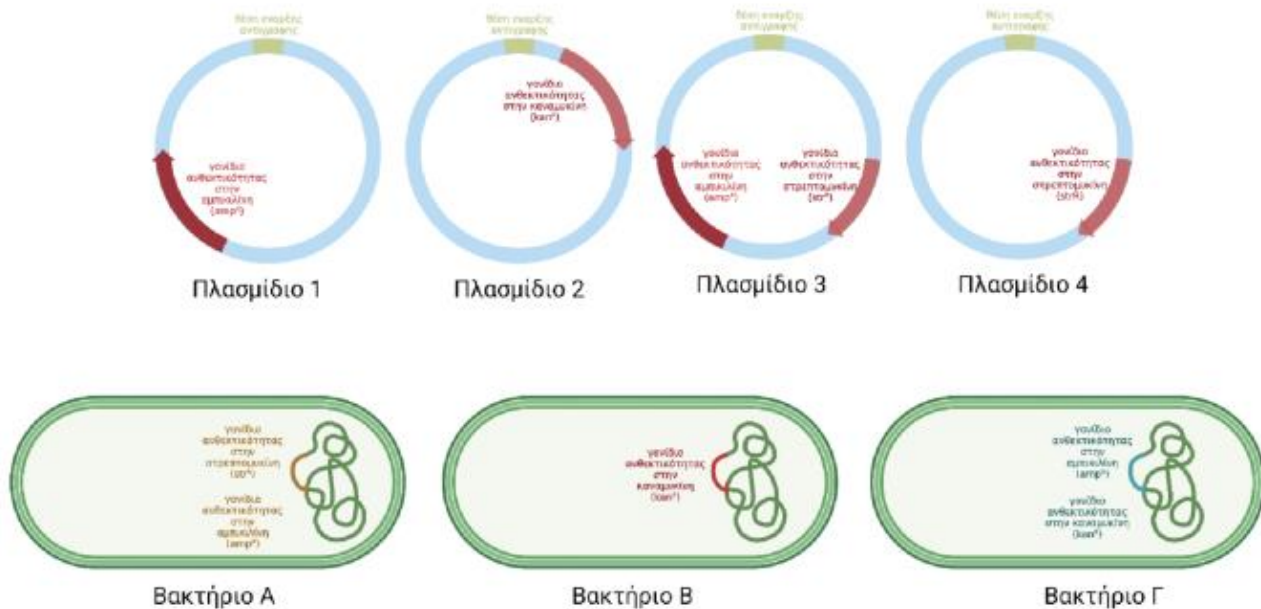 θέση έναρξης
αντιγραφής
γονίδιο
ανθεκτικότητας
στην
αμπικιλίνη
(ampᴿ)
Πλασμίδιο 1
θέση έναρξης
αντιγραφής
γονίδιο
ανθεκτικότητας
στην καναμυκίνη
(kanᴿ)
Πλασμίδιο 2
θέση έναρξης
αντιγραφής
γονίδιο
ανθεκτικότητας
στην
αμπικιλίνη
(ampᴿ)
γονίδιο
ανθεκτικότητας
στη
στρεπτομυκίνη
(strᴿ)
Πλασμίδιο 3
θέση έναρξης
αντιγραφής
γονίδιο
ανθεκτικότητας
στην
στρεπτομυκίνη
(strR)
Πλασμίδιο 4
γονίδιο
ανθεκτικότητας
στην
στρεπτομυκίνη
(strᴿ)
γονίδιο
ανθεκτικότητας
στην
αμπικιλίνη
(ampᴿ)
Βακτήριο Α
γονίδιο
ανθεκτικότητας
στην
καναμυκίνη
(kanᴿ)
Βακτήριο Β
γονίδιο
ανθεκτικότητας
στην
αμπικιλίνη
(ampᴿ)
γονίδιο
ανθεκτικότητας
στην καναμυκίνη
(kanᴿ)
Βακτήριο Γ